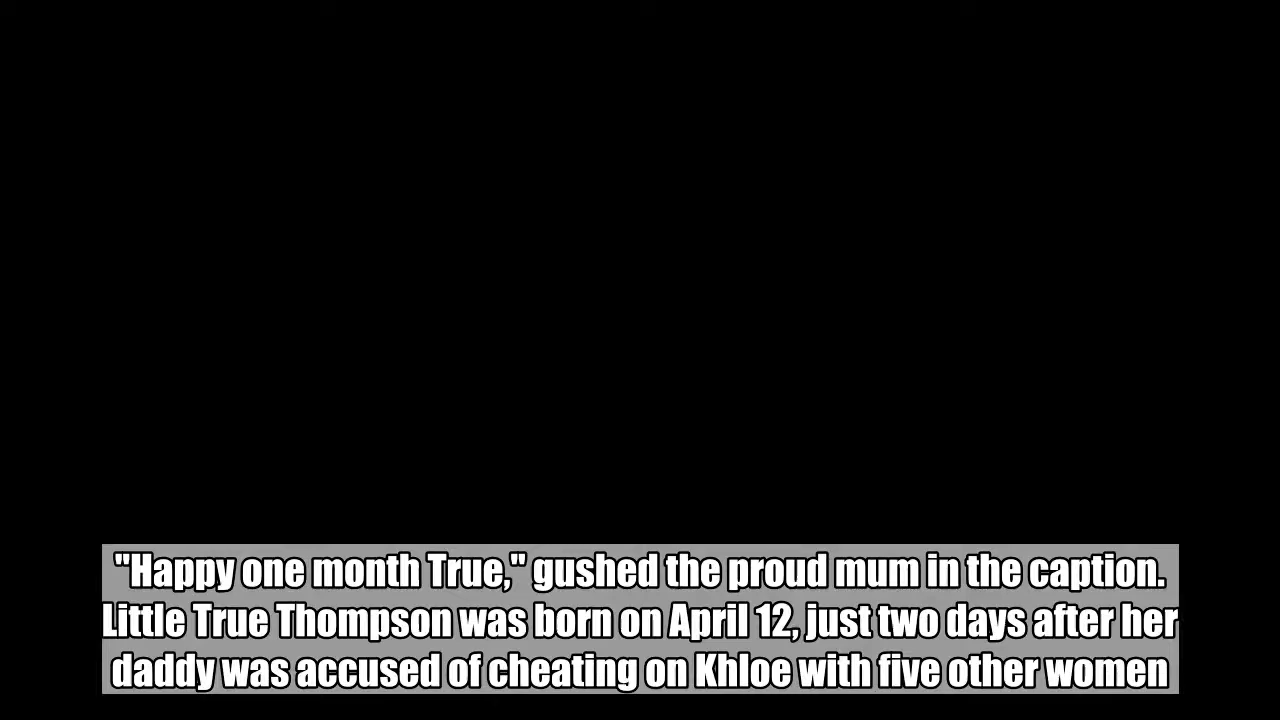 "Happy one month True," gushed the proud mum in the caption.
Little True Thompson was born on April 12, just two days after her
daddy was accused of cheating on Khloe with five other women